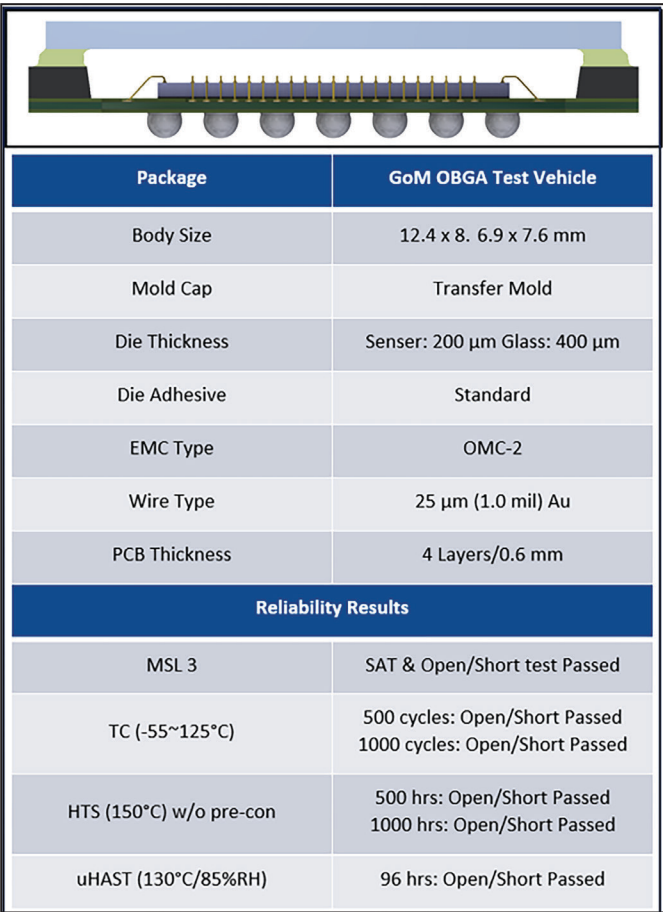 Package GoM OBGA Test Vehicle
Body Size 12.4 x 8. 6.9 x 7.6 mm
Mold Cap Transfer Mold
Die Thickness Senser: 200 µm Glass: 400 µm
Die Adhesive Standard
EMC Type OMC-2
Wire Type 25 µm (1.0 mil) Au
PCB Thickness 4 Layers/0.6 mm
Reliability Results
MSL 3 SAT & Open/Short test Passed
TC (-55~125°C) 500 cycles: Open/Short Passed
1000 cycles: Open/Short Passed
HTS (150°C) w/o pre-con 500 hrs: Open/Short Passed
1000 hrs: Open/Short Passed
uHAST (130°C/85%RH) 96 hrs: Open/Short Passed